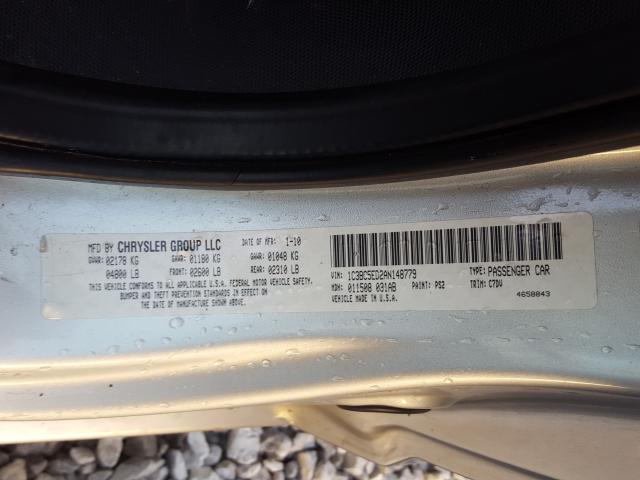 MFD BY CHRYSLER GROUP LLC DATE OF MFR: 1-10
GVWR: 02178 KG GAWR: 01180 KG GAWR: 01048 KG
04800 LB FRONT: 02600 LB REAR: 02310 LB
THIS VEHICLE CONFORMS TO ALL APPLICABLE U.S.A. FEDERAL MOTOR VEHICLE SAFETY,
BUMPER AND THEFT PREVENTION STANDARDS IN EFFECT ON
THE DATE OF MANUFACTURE SHOWN ABOVE.
VIN: 1C3BC5ED2AN148779 TYPE: PASSENGER CAR
MDH: 011508 031AB PAINT: PS2 TRIM: C7DV
VEHICLE MADE IN U.S.A. 4658843